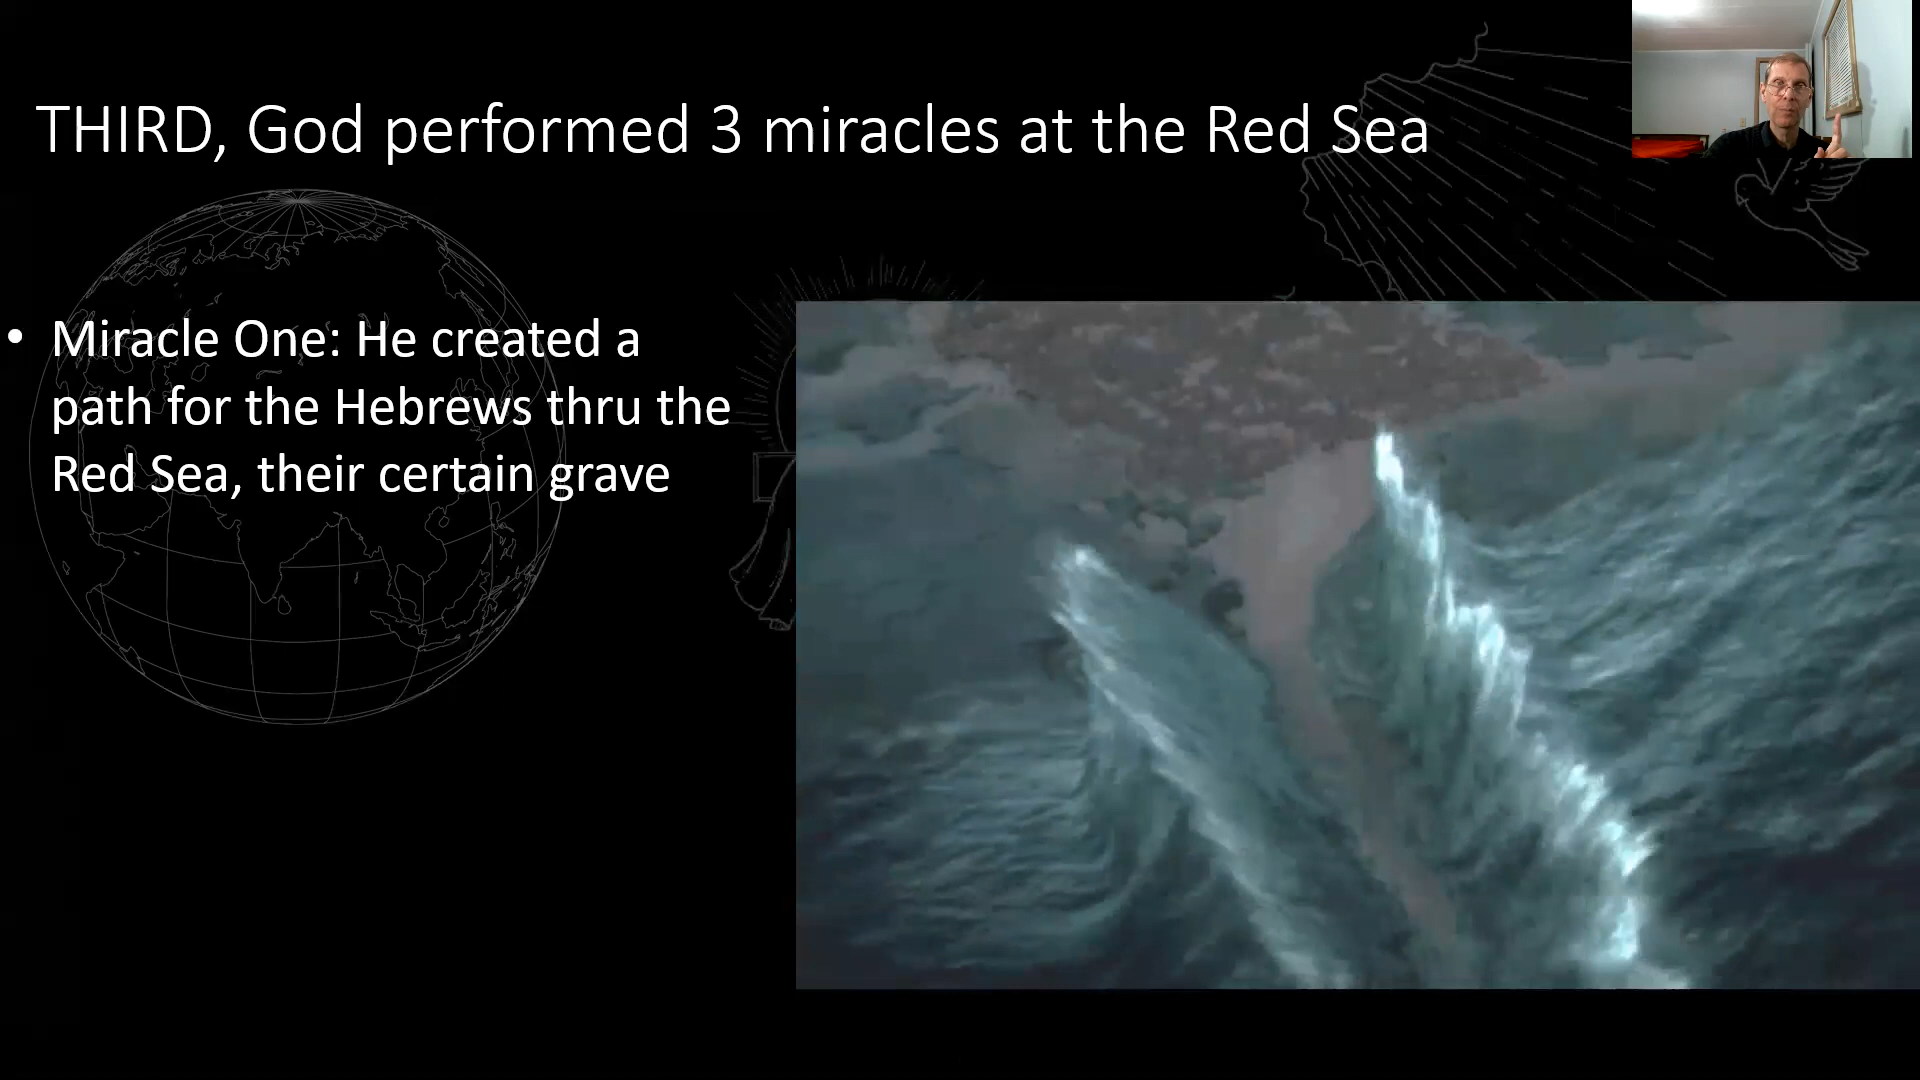 THIRD, God performed 3 miracles at the Red Sea
• Miracle One: He created a
path for the Hebrews thru the
Red Sea, their certain grave